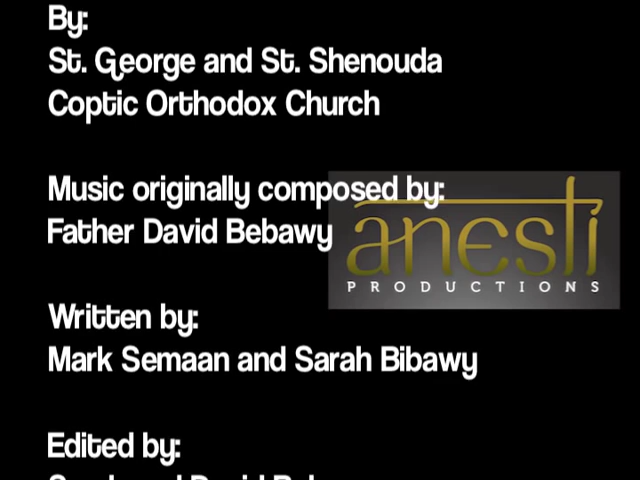 By:
St. George and St. Shenouda
Coptic Orthodox Church
Music originally composed by:
Father David Bebawy
anesti
PRODUCTIONS
Written by:
Mark Semaan and Sarah Bibawy
Edited by: